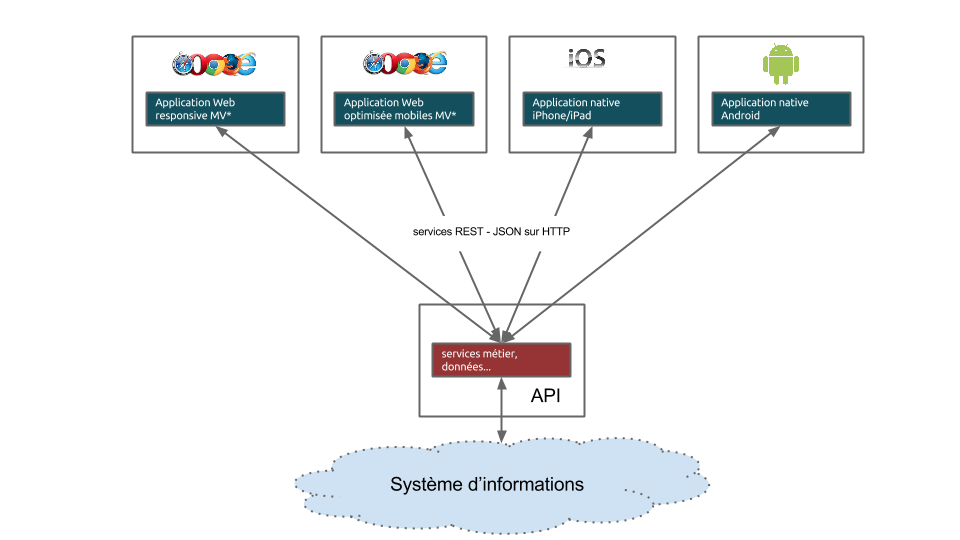 iOS
Application Web
responsive MV*
Application Web
optimisée mobiles MV*
Application native
iPhone/iPad
Application native
Android
services REST - JSON sur HTTP
services métier,
données...
API
Système d'informations